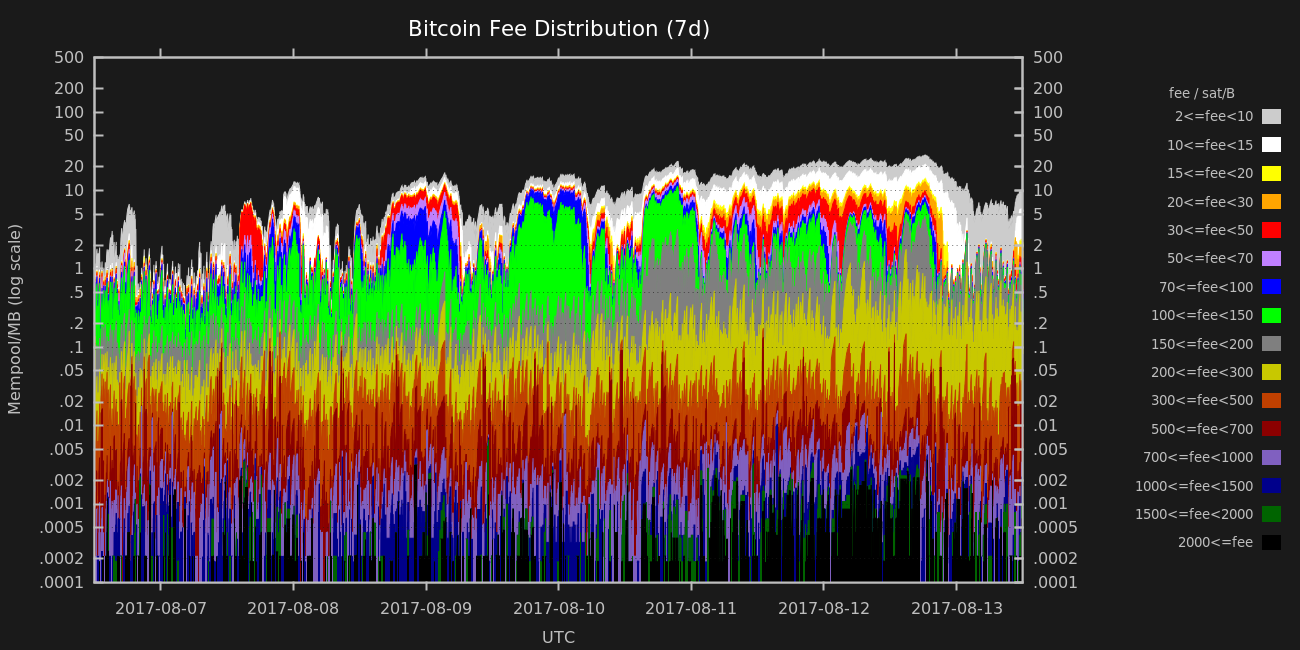 Bitcoin Fee Distribution (7d)
Mempool/MB (log scale)
500
200
100
50
20
10
5
2
1
.5
.2
.1
.05
.02
.01
.005
.002
.001
.0005
.0002
.0001
500
200
100
50
20
10
5
2
1
.5
.2
.1
.05
.02
.01
.005
.002
.001
.0005
.0002
.0001
2017-08-07 2017-08-08 2017-08-09 2017-08-10 2017-08-11 2017-08-12 2017-08-13
UTC
fee / sat/B
2<=fee<10
10<=fee<15
15<=fee<20
20<=fee<30
30<=fee<50
50<=fee<70
70<=fee<100
100<=fee<150
150<=fee<200
200<=fee<300
300<=fee<500
500<=fee<700
700<=fee<1000
1000<=fee<1500
1500<=fee<2000
2000<=fee